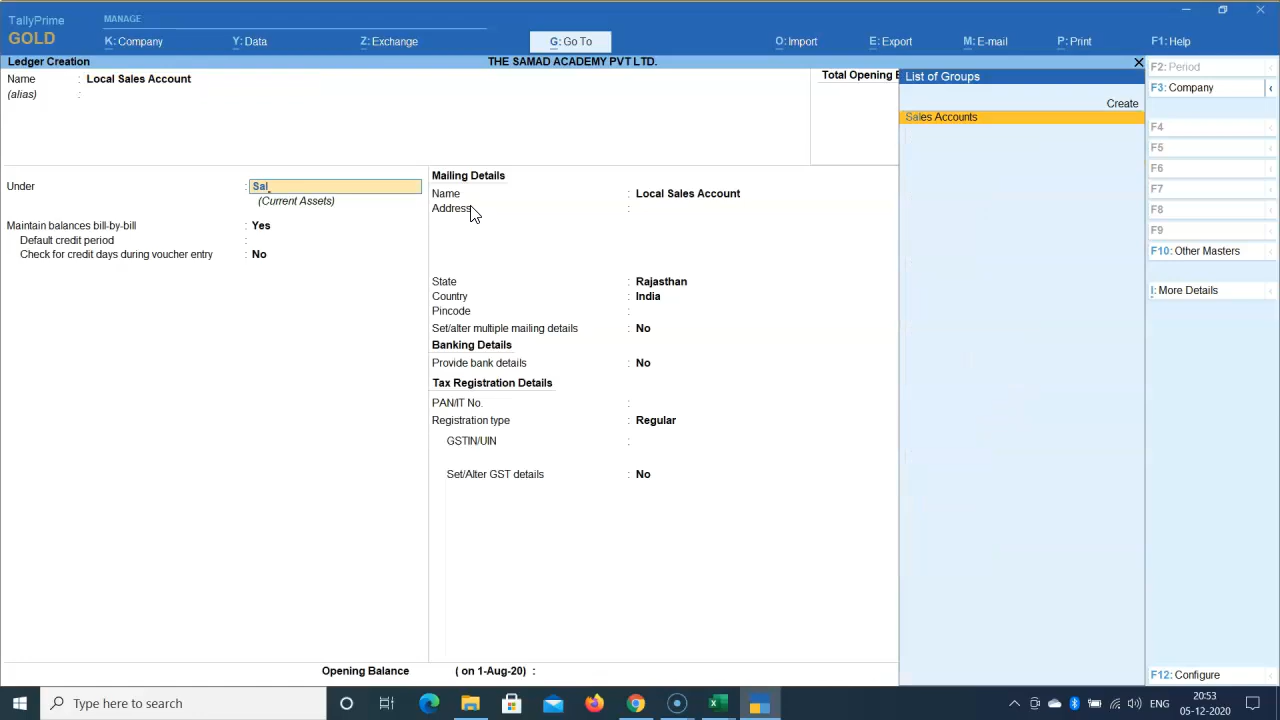 TallyPrime
GOLD
MANAGE
K: Company
Y: Data
Z: Exchange
G: Go To
O: Import
E: Export
M: E-mail
P: Print
F1: Help
Ledger Creation
THE SAMAD ACADEMY PVT LTD.
Name : Local Sales Account
(alias) :
Total Opening
List of Groups
Create
Sales Accounts
Under : Sal
(Current Assets)
Maintain balances bill-by-bill : Yes
Default credit period :
Check for credit days during voucher entry : No
Mailing Details
Name : Local Sales Account
Address :
State : Rajasthan
Country : India
Pincode :
Set/alter multiple mailing details : No
Banking Details
Provide bank details : No
Tax Registration Details
PAN/IT No. :
Registration type : Regular
GSTIN/UIN :
Set/Alter GST details : No
Opening Balance ( on 1-Aug-20) :
F2: Period
F3: Company
F4
F5
F6
F7
F8
F9
F10: Other Masters
I: More Details
F12: Configure
Type here to search
ENG
20:53
05-12-2020